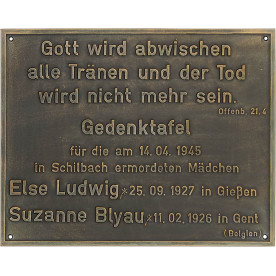 Gott wird abwischen
alle Tränen und der Tod
wird nicht mehr sein.
Offenb. 21.4
Gedenktafel
für die am 14. 04. 1945
in Schilbach ermordeten Mädchen
Else Ludwig,*25. 09. 1927 in Gießen
Suzanne Blyau,*11. 02. 1926 in Gent
(Belgien)